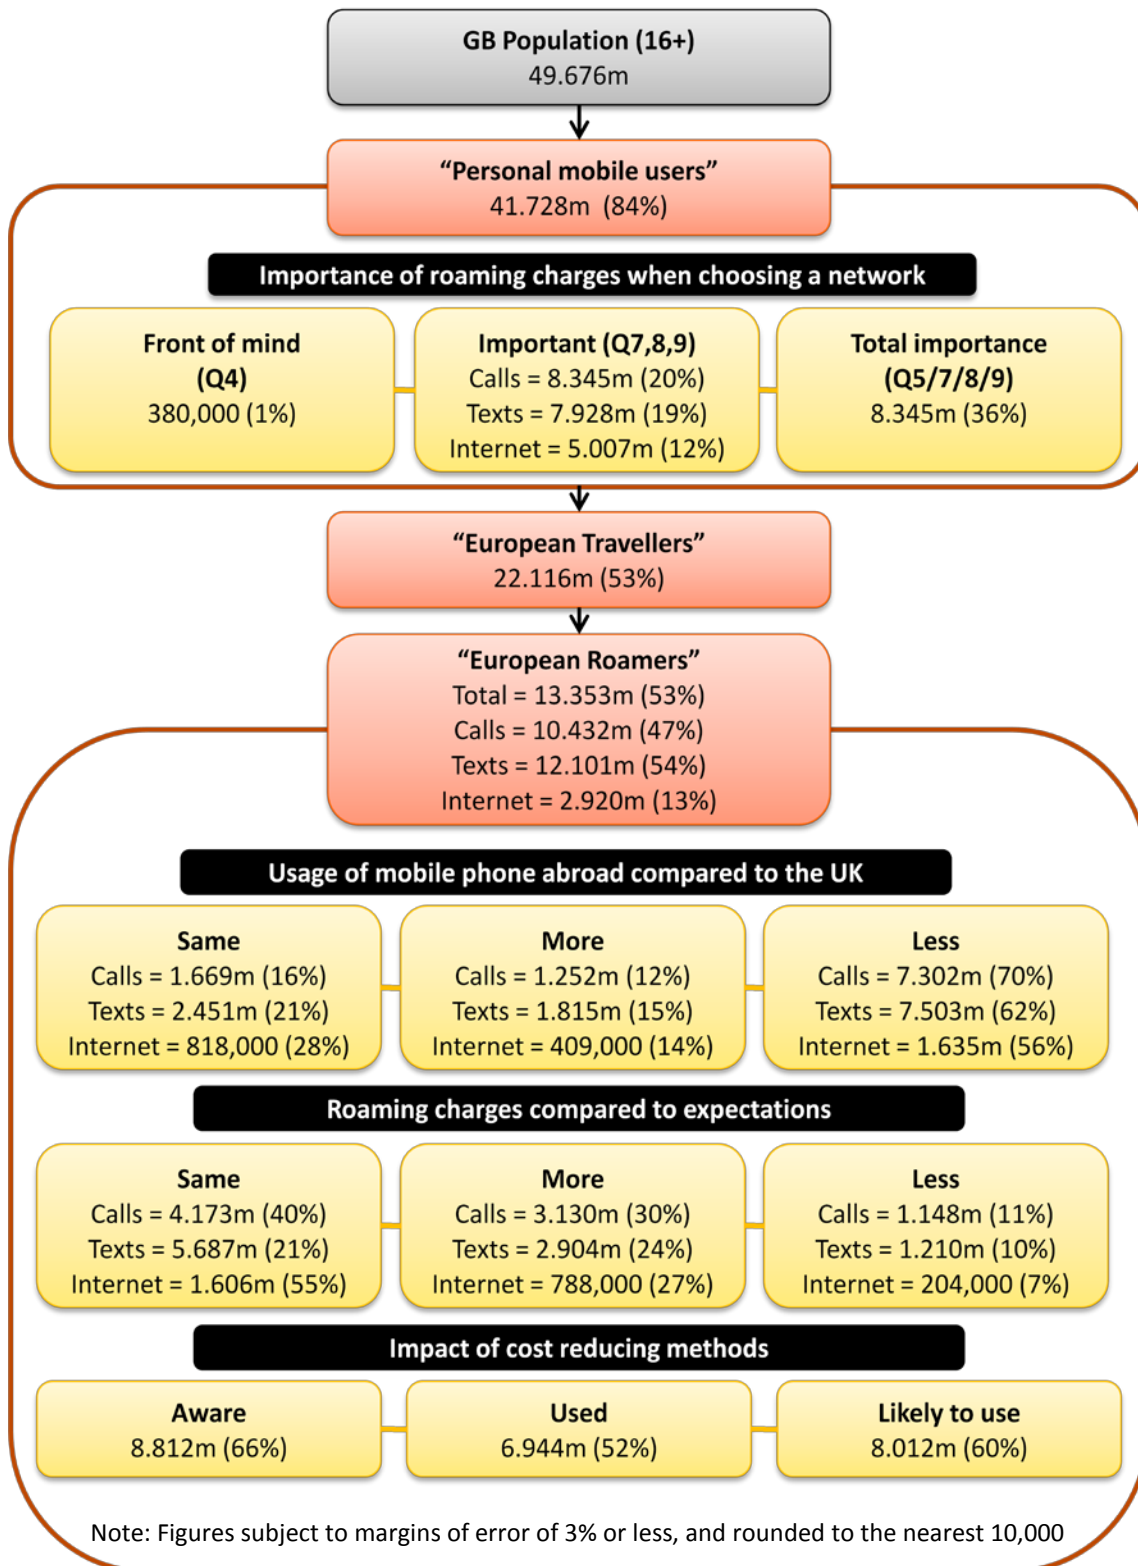 GB Population (16+)
49.676m
“Personal mobile users”
41.728m (84%)
Importance of roaming charges when choosing a network
Front of mind
(Q4)
380,000 (1%)
Important (Q7,8,9)
Calls = 8.345m (20%)
Texts = 7.928m (19%)
Internet = 5.007m (12%)
Total importance
(Q5/7/8/9)
8.345m (36%)
“European Travellers”
22.116m (53%)
“European Roamers”
Total = 13.353m (53%)
Calls = 10.432m (47%)
Texts = 12.101m (54%)
Internet = 2.920m (13%)
Usage of mobile phone abroad compared to the UK
Same
Calls = 1.669m (16%)
Texts = 2.451m (21%)
Internet = 818,000 (28%)
More
Calls = 1.252m (12%)
Texts = 1.815m (15%)
Internet = 409,000 (14%)
Less
Calls = 7.302m (70%)
Texts = 7.503m (62%)
Internet = 1.635m (56%)
Roaming charges compared to expectations
Same
Calls = 4.173m (40%)
Texts = 5.687m (21%)
Internet = 1.606m (55%)
More
Calls = 3.130m (30%)
Texts = 2.904m (24%)
Internet = 788,000 (27%)
Less
Calls = 1.148m (11%)
Texts = 1.210m (10%)
Internet = 204,000 (7%)
Impact of cost reducing methods
Aware
8.812m (66%)
Used
6.944m (52%)
Likely to use
8.012m (60%)
Note: Figures subject to margins of error of 3% or less, and rounded to the nearest 10,000